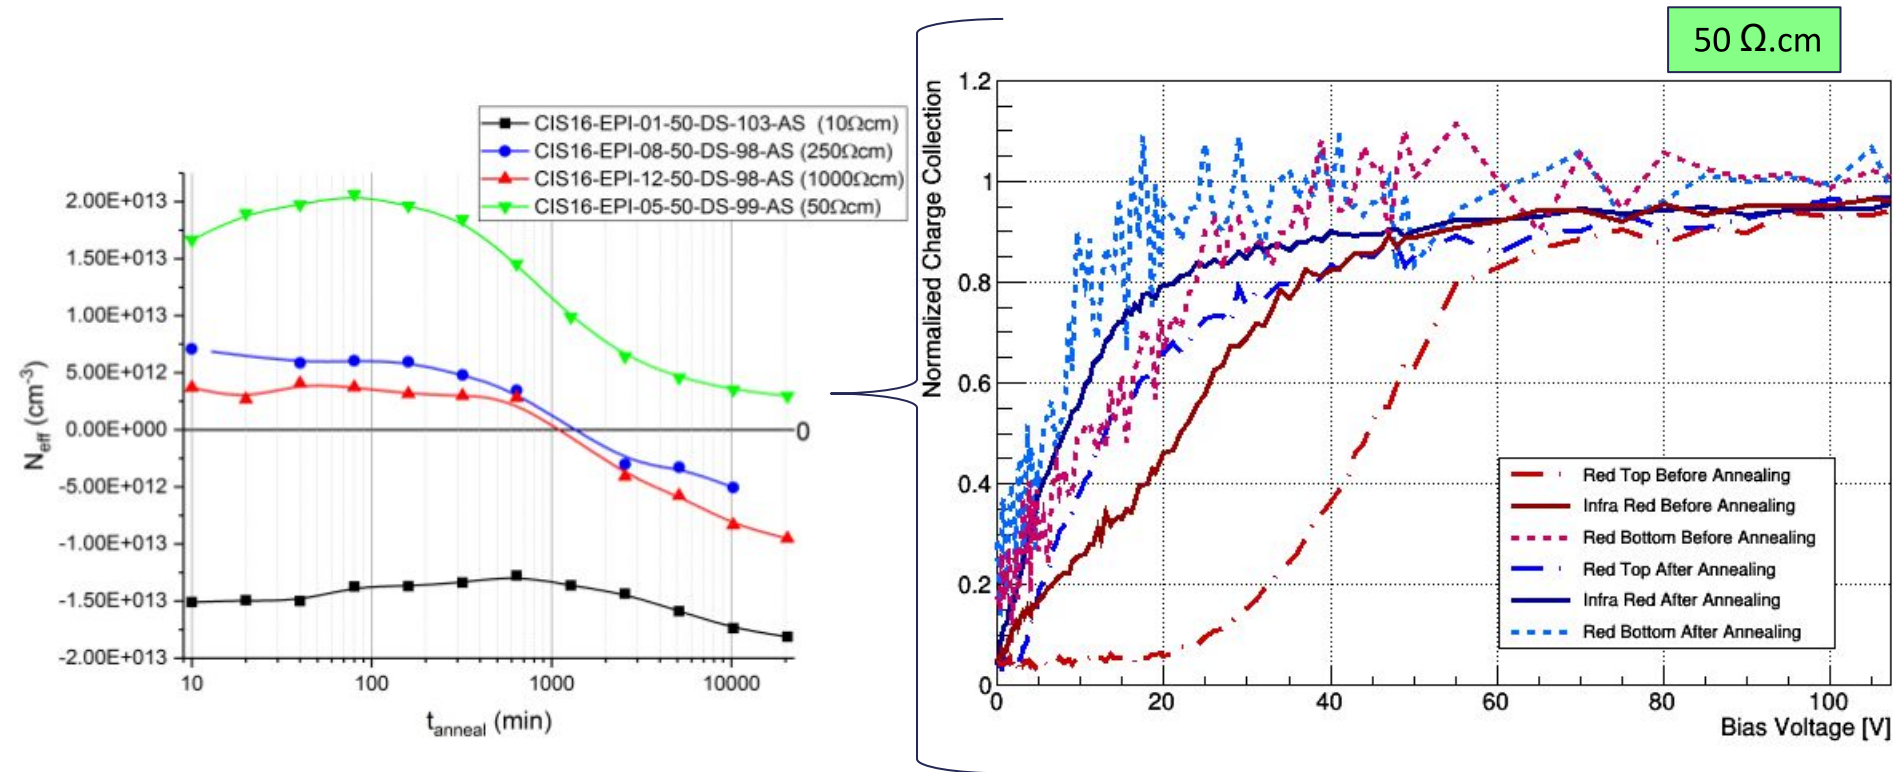 50 Ω.cm
CIS16-EPI-01-50-DS-103-AS (10Ωcm)
CIS16-EPI-08-50-DS-98-AS (250Ωcm)
CIS16-EPI-12-50-DS-98-AS (1000Ωcm)
CIS16-EPI-05-50-DS-99-AS (50Ωcm)
2.00E+013
1.50E+013
1.00E+013
5.00E+012
0.00E+000
-5.00E+012
-1.00E+013
-1.50E+013
-2.00E+013
0
Neff (cm-3)
10 100 1000 10000
tanneal (min)
Normalized Charge Collection
1.2
1
0.8
0.6
0.4
0.2
0
Red Top Before Annealing
Infra Red Before Annealing
Red Bottom Before Annealing
Red Top After Annealing
Infra Red After Annealing
Red Bottom After Annealing
0 20 40 60 80 100
Bias Voltage [V]